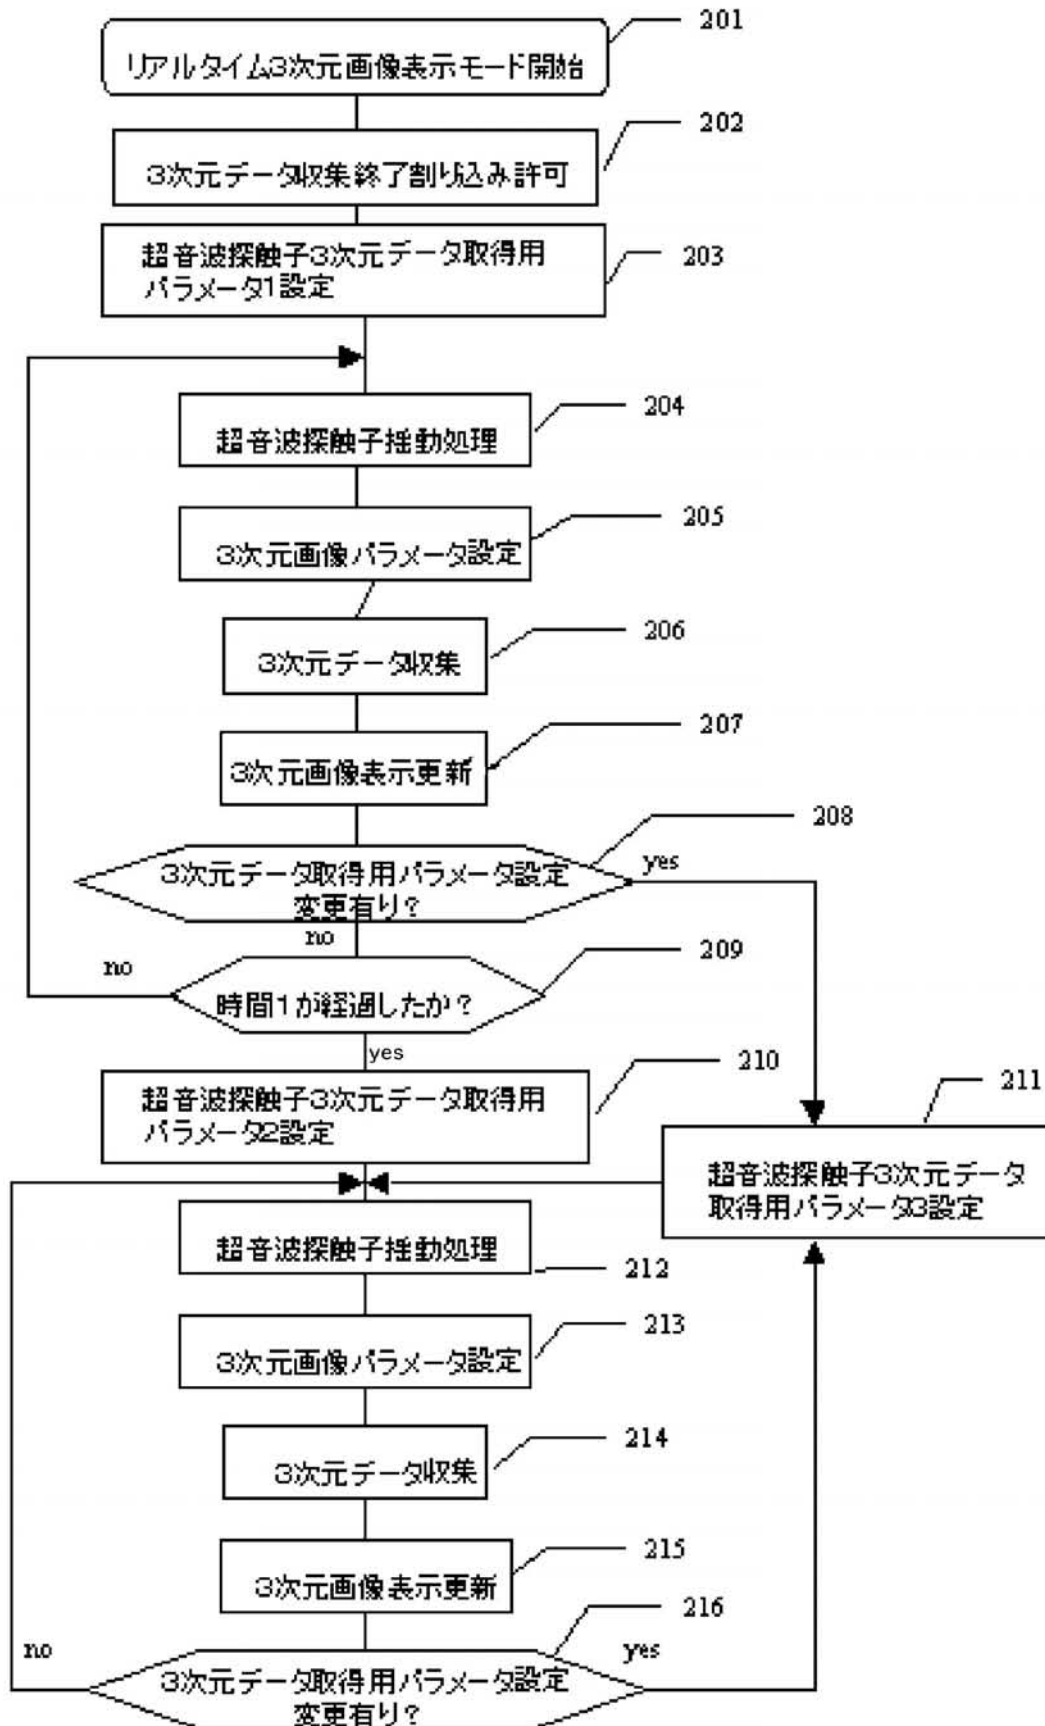 201
リアルタイム3次元画像表示モード開始
202
3次元データ収集終了割り込み許可
203
超音波探触子3次元データ取得用
パラメータ1設定
204
超音波探触子揺動処理
205
3次元画像パラメータ設定
206
3次元データ収集
207
3次元画像表示更新
208
3次元データ取得用パラメータ設定
変更有り?
yes
no
209
no
時間1が経過したか?
yes
210
超音波探触子3次元データ取得用
パラメータ2設定
211
超音波探触子3次元データ
取得用パラメータ3設定
超音波探触子揺動処理
212
213
3次元画像パラメータ設定
214
3次元データ収集
215
3次元画像表示更新
216
no
yes
3次元データ取得用パラメータ設定
変更有り?